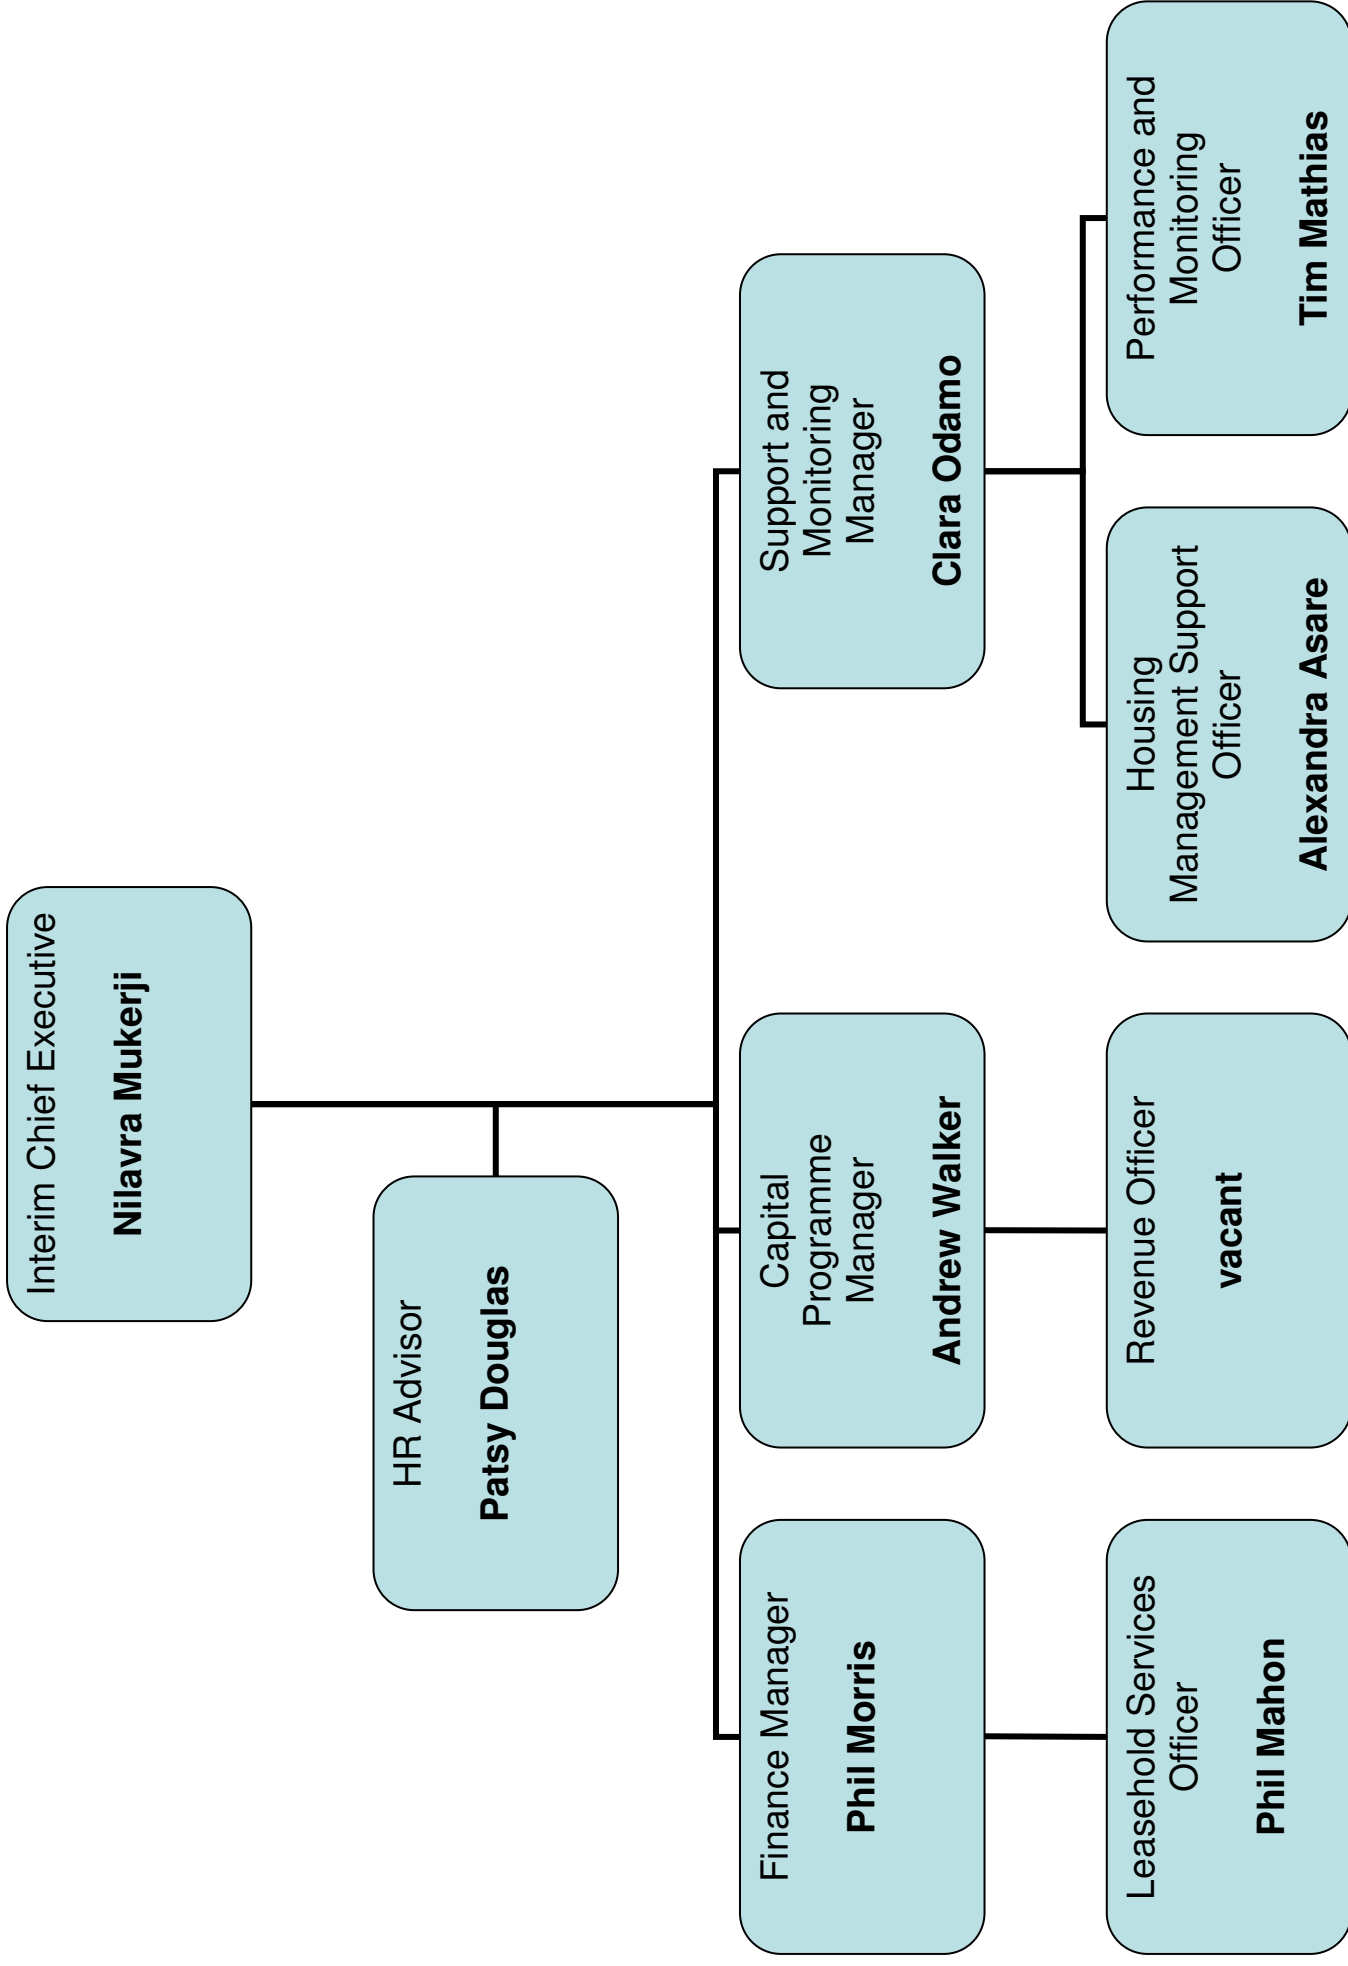 Interim Chief Executive
Nilavra Mukerji
HR Advisor
Patsy Douglas
Finance Manager
Phil Morris
Capital
Programme
Manager
Andrew Walker
Support and
Monitoring
Manager
Clara Odamo
Leasehold Services
Officer
Phil Mahon
Revenue Officer
vacant
Housing
Management Support
Officer
Alexandra Asare
Performance and
Monitoring
Officer
Tim Mathias